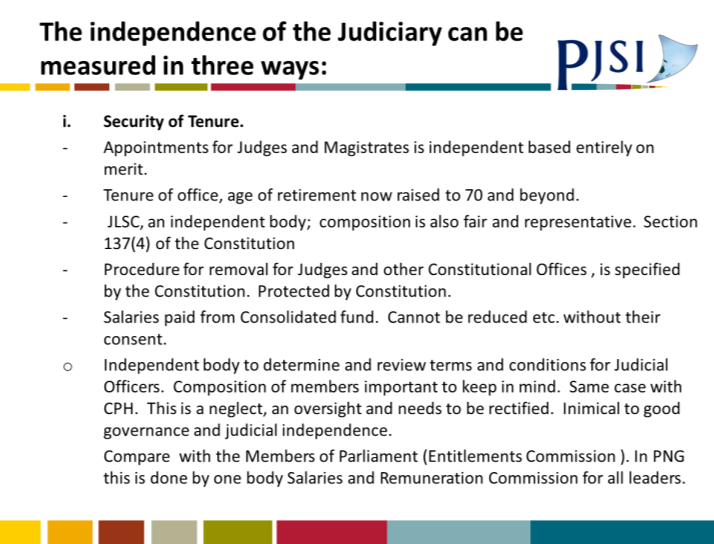 The independence of the Judiciary can be
measured in three ways:
PJSI
i. Security of Tenure.
- Appointments for Judges and Magistrates is independent based entirely on
merit.
- Tenure of office, age of retirement now raised to 70 and beyond.
- JLSC, an independent body; composition is also fair and representative. Section
137(4) of the Constitution
- Procedure for removal for Judges and other Constitutional Offices , is specified
by the Constitution. Protected by Constitution.
- Salaries paid from Consolidated fund. Cannot be reduced etc. without their
consent.
o Independent body to determine and review terms and conditions for Judicial
Officers. Composition of members important to keep in mind. Same case with
CPH. This is a neglect, an oversight and needs to be rectified. Inimical to good
governance and judicial independence.
Compare with the Members of Parliament (Entitlements Commission ). In PNG
this is done by one body Salaries and Remuneration Commission for all leaders.